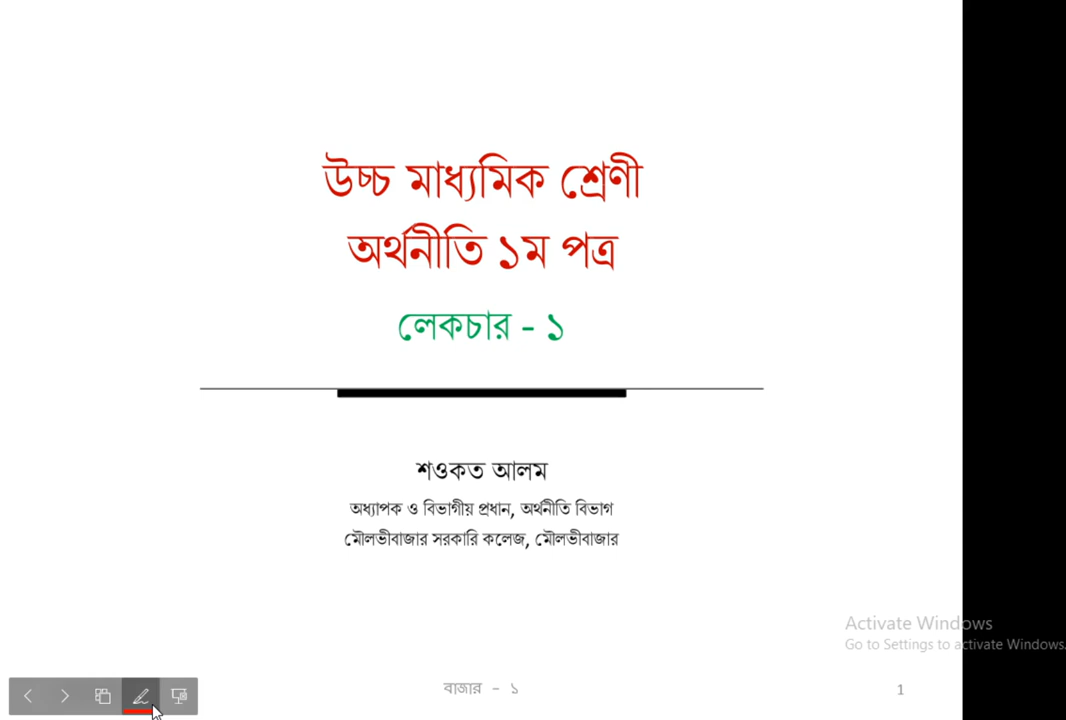 উচ্চ মাধ্যমিক শ্রেণী
অর্থনীতি ১ম পত্র
লেকচার - ১
শওকত আলম
অধ্যাপক ও বিভাগীয় প্রধান, অর্থনীতি বিভাগ
মৌলভীবাজার সরকারি কলেজ, মৌলভীবাজার
Activate Windows
Go to Settings to activate Windows.
বাজার - ১
1